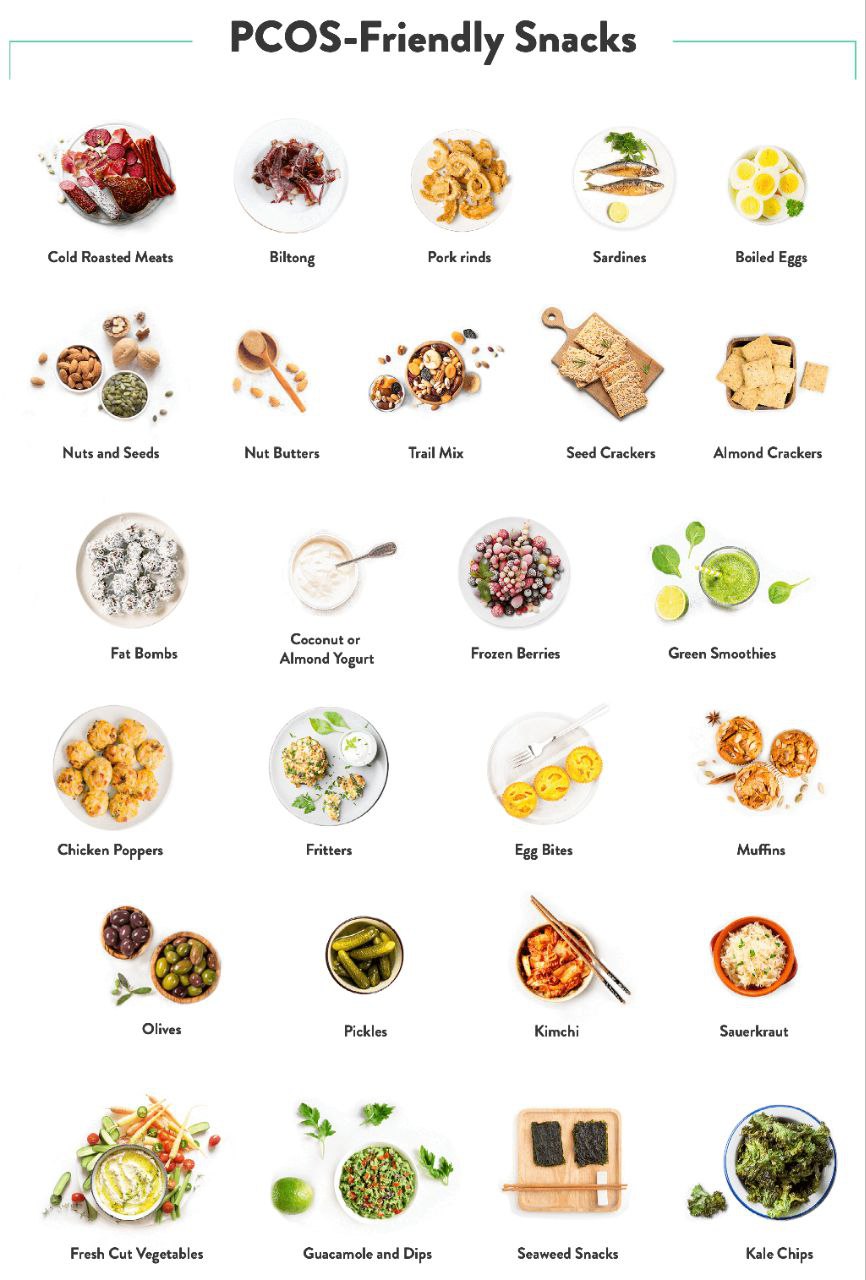 PCOS-Friendly Snacks
Cold Roasted Meats
Biltong
Pork rinds
Sardines
Boiled Eggs
Nuts and Seeds
Nut Butters
Trail Mix
Seed Crackers
Almond Crackers
Fat Bombs
Coconut or
Almond Yogurt
Frozen Berries
Green Smoothies
Chicken Poppers
Fritters
Egg Bites
Muffins
Olives
Pickles
Kimchi
Sauerkraut
Fresh Cut Vegetables
Guacamole and Dips
Seaweed Snacks
Kale Chips